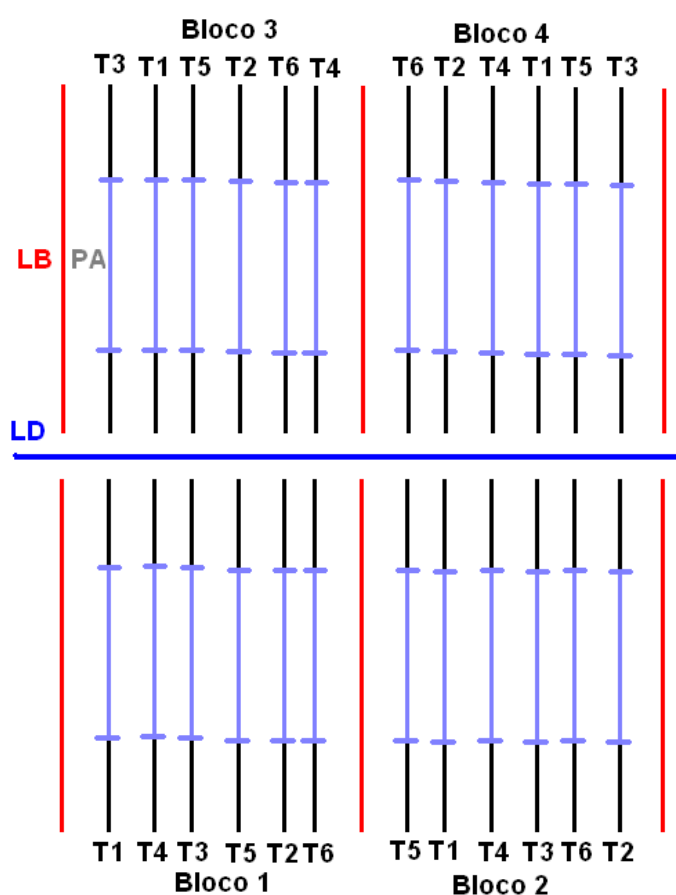 Bloco 3
Bloco 4
T3 T1 T5 T2 T6 T4
T6 T2 T4 T1 T5 T3
LB PA
LD
T1 T4 T3 T5 T2 T6
T5 T1 T4 T3 T6 T2
Bloco 1
Bloco 2